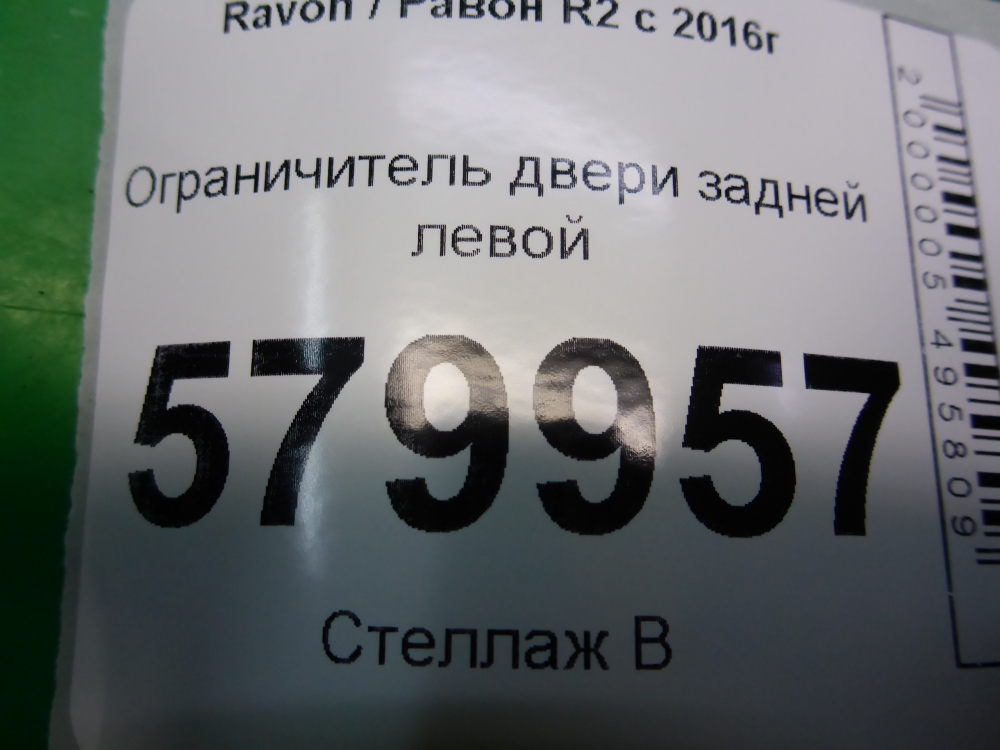 Ravon / Равон R2 с 2016г
Ограничитель двери задней
левой
579957
Стеллаж В
2000005495809